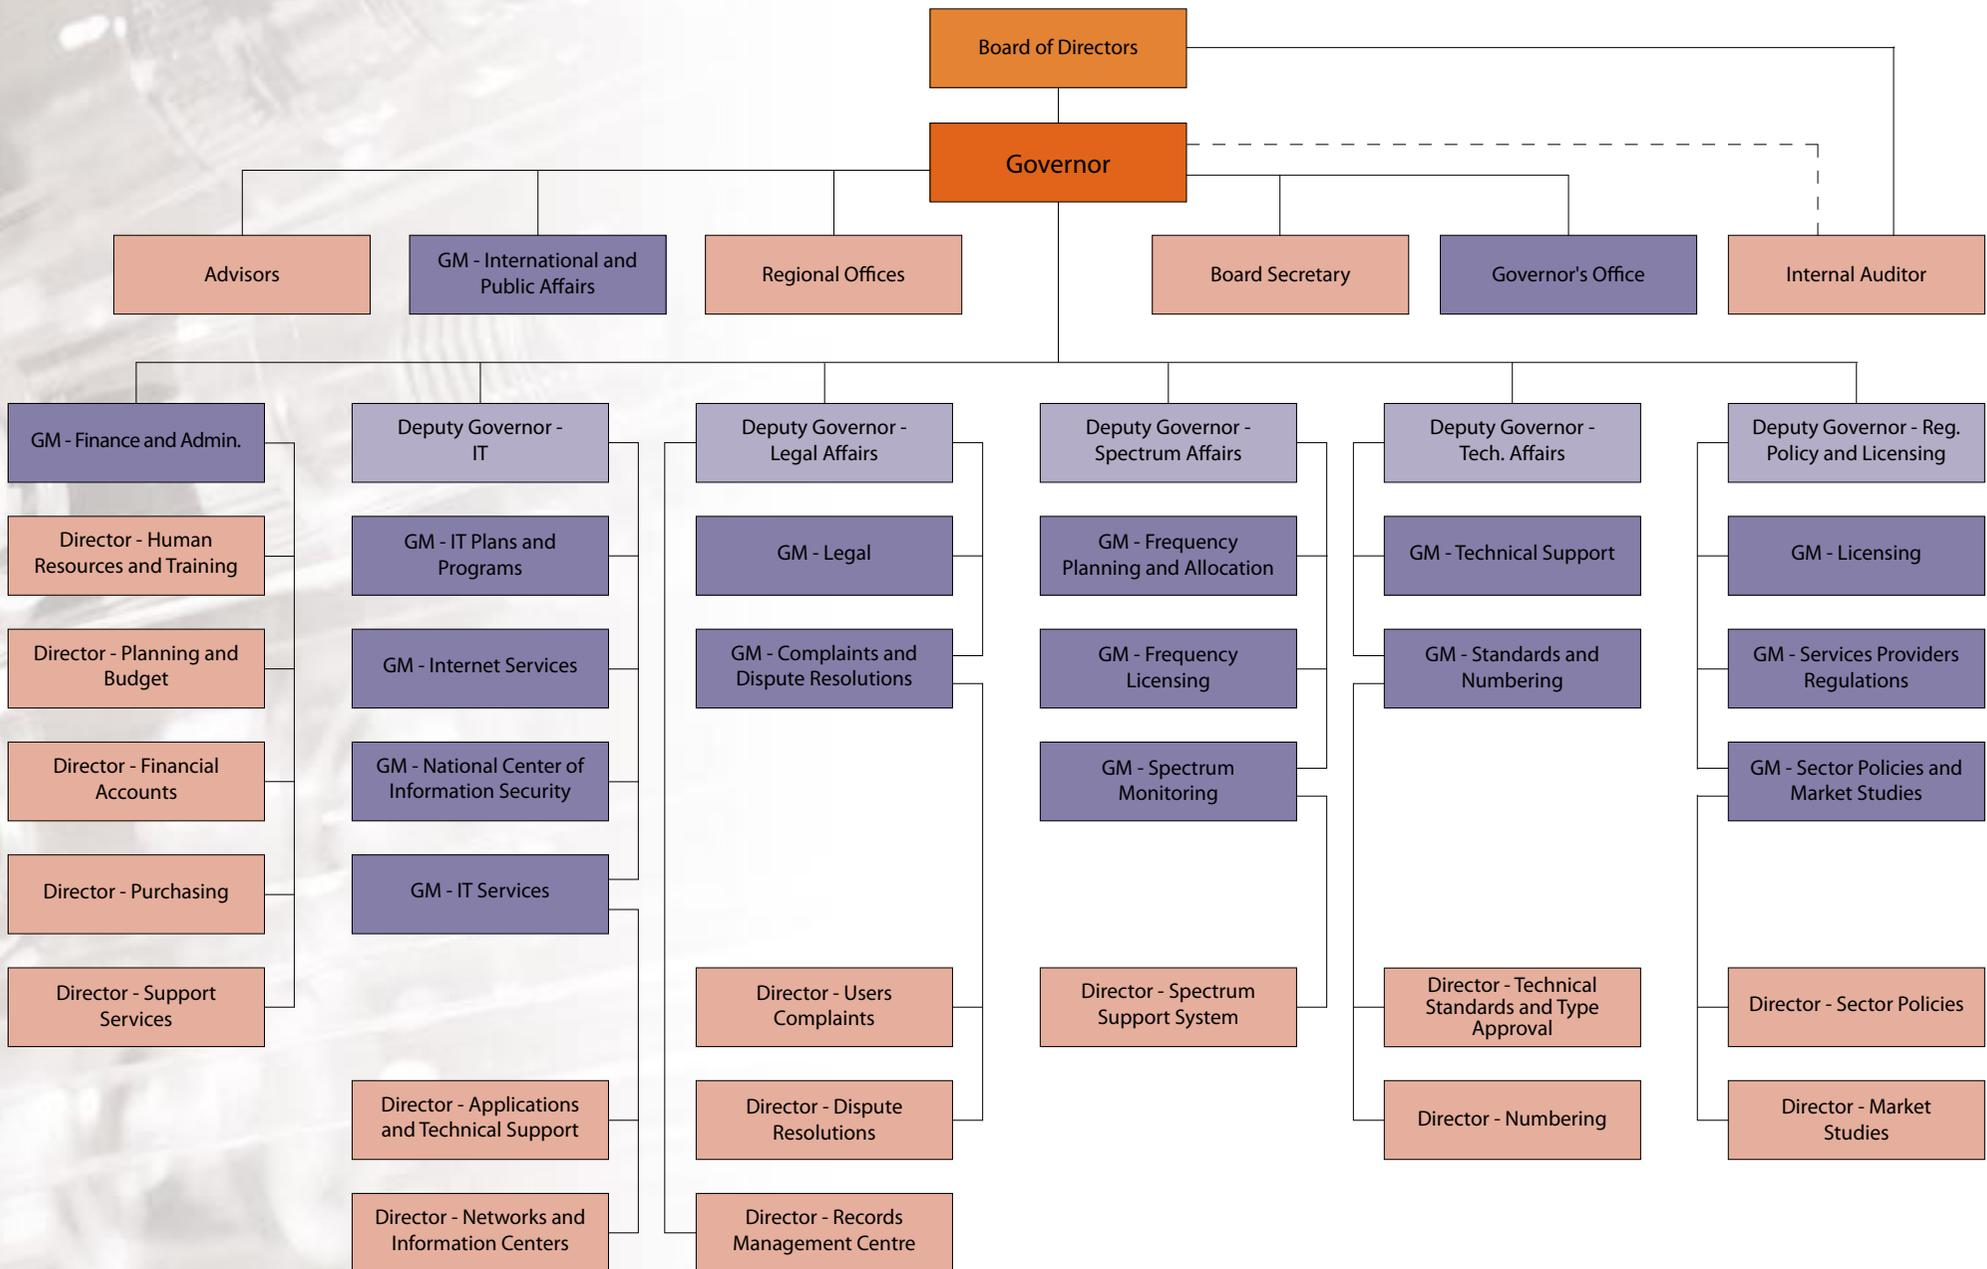 Board of Directors
Governor
Advisors
GM - International and
Public Affairs
Regional Offices
Board Secretary
Governor's Office
Internal Auditor
GM - Finance and Admin.
Director - Human
Resources and Training
Director - Planning and
Budget
Director - Financial
Accounts
Director - Purchasing
Director - Support
Services
Deputy Governor -
IT
GM - IT Plans and
Programs
GM - Internet Services
GM - National Center of
Information Security
GM - IT Services
Director - Applications
and Technical Support
Director - Networks and
Information Centers
Deputy Governor -
Legal Affairs
GM - Legal
GM - Complaints and
Dispute Resolutions
Director - Users
Complaints
Director - Dispute
Resolutions
Director - Records
Management Centre
Deputy Governor -
Spectrum Affairs
GM - Frequency
Planning and Allocation
GM - Frequency
Licensing
GM - Spectrum
Monitoring
Director - Spectrum
Support System
Deputy Governor -
Tech. Affairs
GM - Technical Support
GM - Standards and
Numbering
Director - Technical
Standards and Type
Approval
Director - Numbering
Deputy Governor - Reg.
Policy and Licensing
GM - Licensing
GM - Services Providers
Regulations
GM - Sector Policies and
Market Studies
Director - Sector Policies
Director - Market
Studies